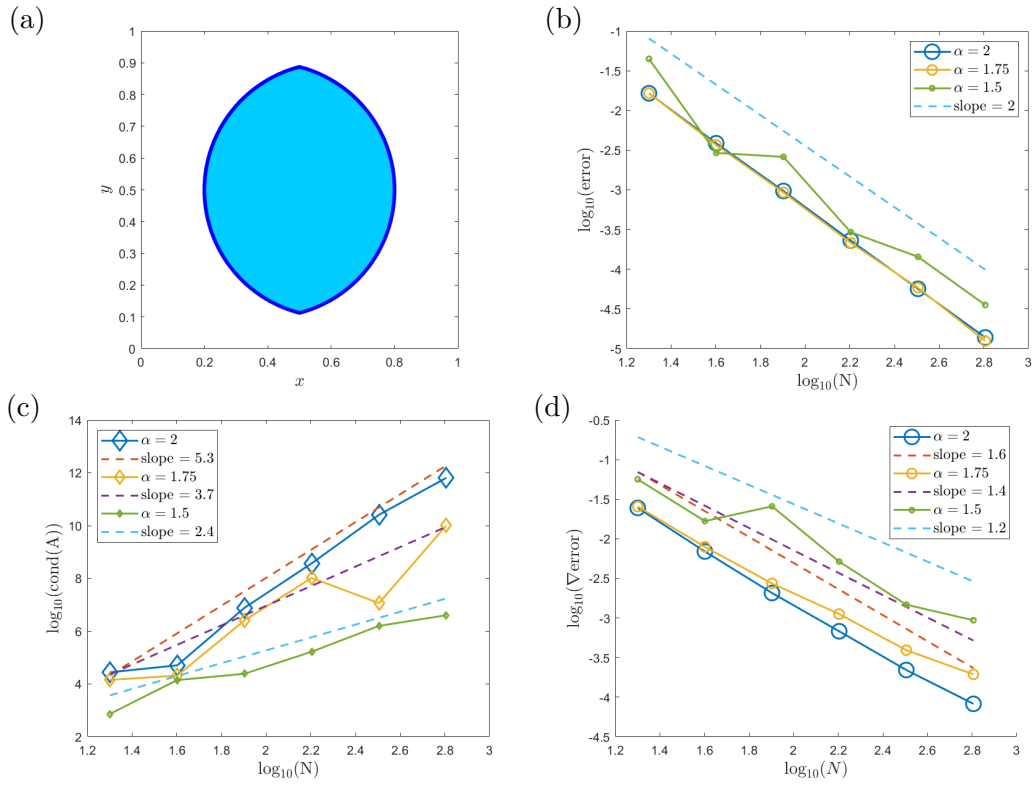 (a)
1
0.9
0.8
0.7
0.6
0.5
0.4
0.3
0.2
0.1
0
y
0 0.2 0.4 0.6 0.8 1
x
(b)
-1
-1.5
-2
-2.5
-3
-3.5
-4
-4.5
-5
log₁₀(error)
α = 2
α = 1.75
α = 1.5
slope = 2
1.2 1.4 1.6 1.8 2 2.2 2.4 2.6 2.8 3
log₁₀(N)
(c)
14
12
10
8
6
4
2
log₁₀(cond(A))
α = 2
slope = 5.3
α = 1.75
slope = 3.7
α = 1.5
slope = 2.4
1.2 1.4 1.6 1.8 2 2.2 2.4 2.6 2.8 3
log₁₀(N)
(d)
-0.5
-1
-1.5
-2
-2.5
-3
-3.5
-4
-4.5
log₁₀(∇error)
α = 2
slope = 1.6
α = 1.75
slope = 1.4
α = 1.5
slope = 1.2
1.2 1.4 1.6 1.8 2 2.2 2.4 2.6 2.8 3
log₁₀(N)